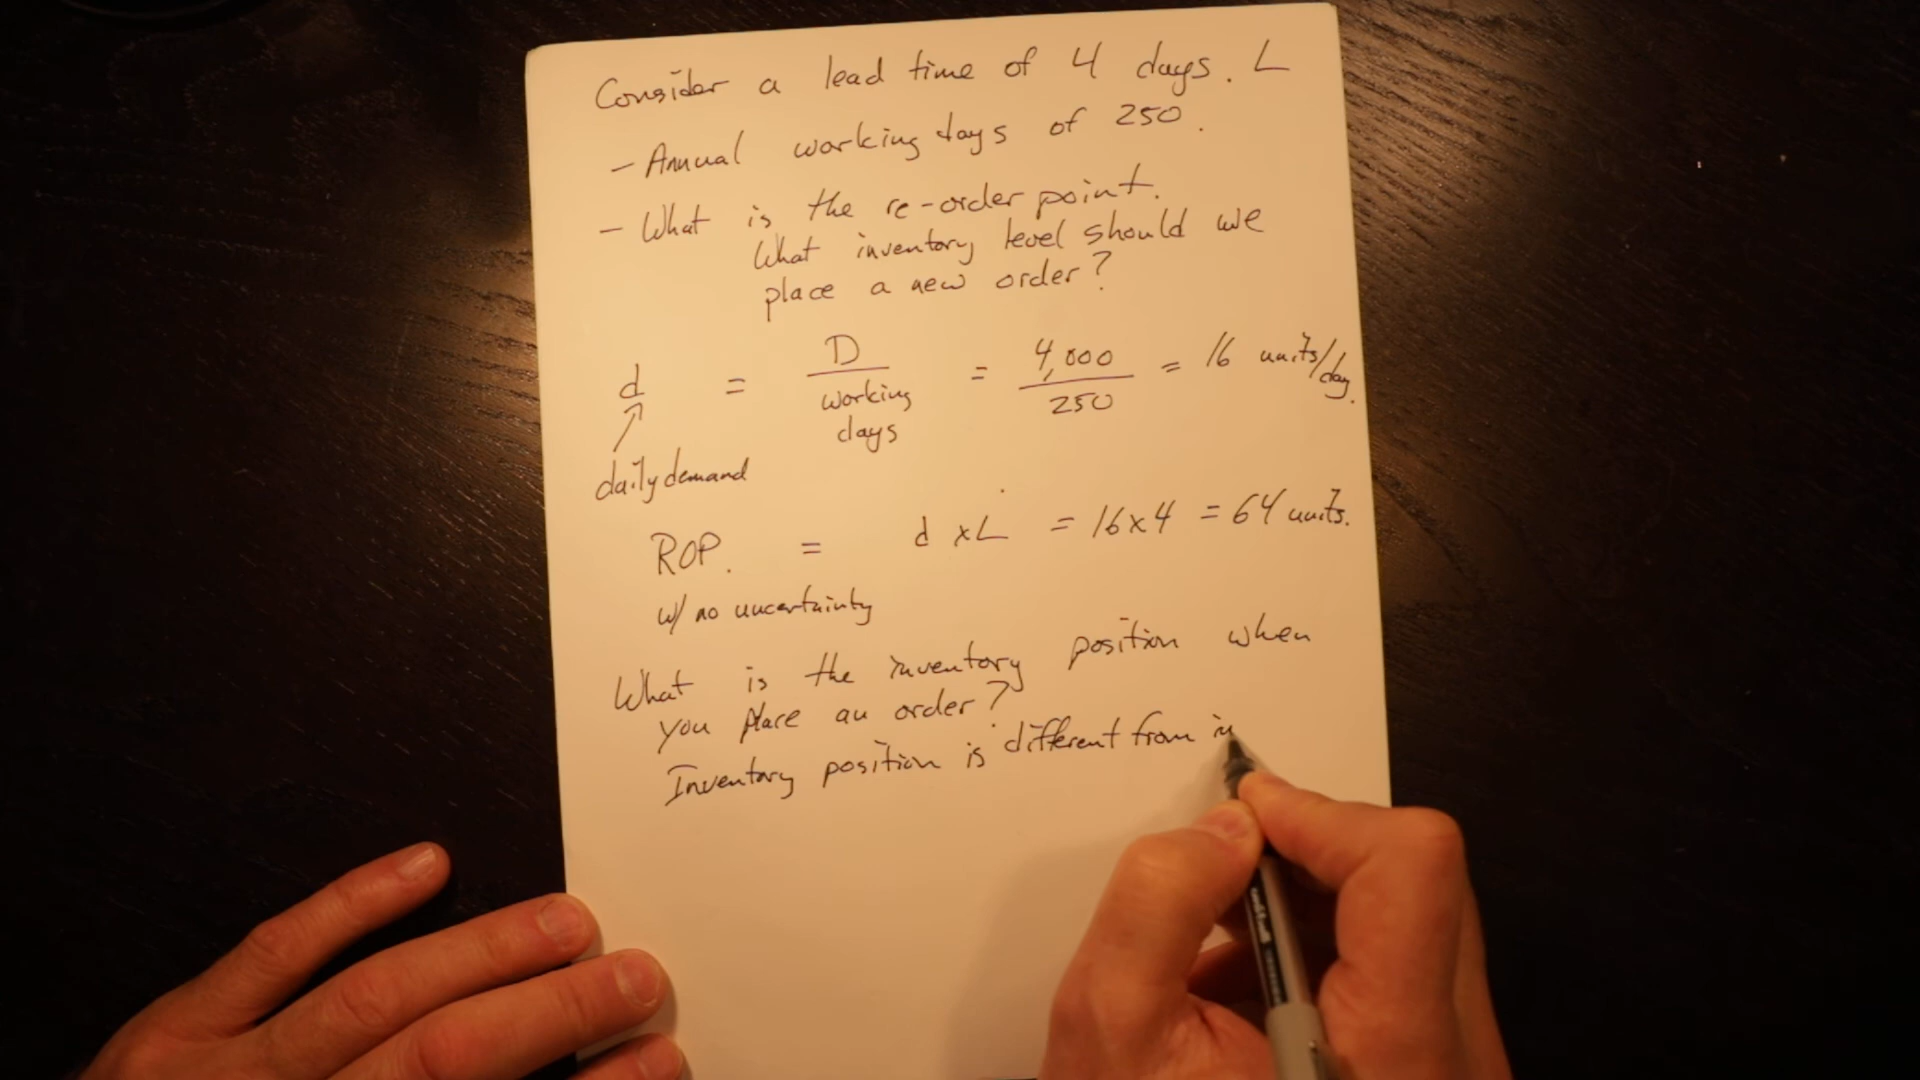 Consider a lead time of 4 days. L
- Annual working days of 250.
- What is the re-order point.
What inventory level should we
place a new order?
d = D / working days = 4,000 / 250 = 16 units/day.
daily demand
ROP. = d x L = 16x4 = 64 units.
w/ no uncertainty
What is the inventory position when
you place an order?
Inventory position is different from in